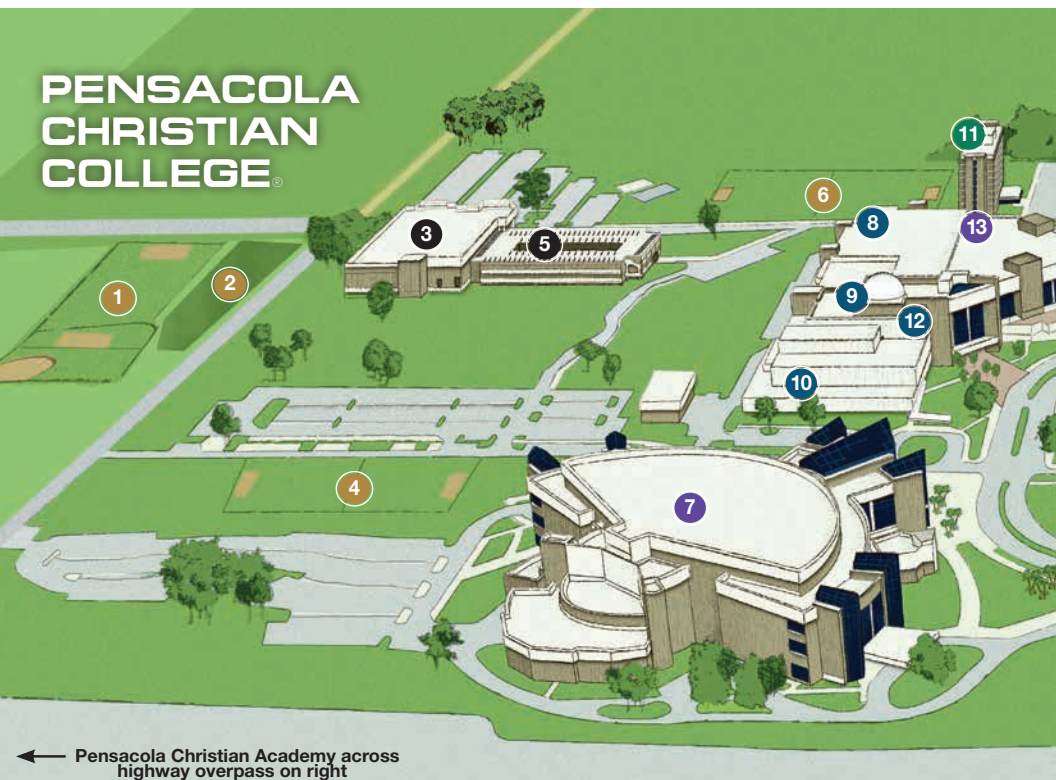 PENSACOLA
CHRISTIAN
COLLEGE®
11
6
13
8
3
5
2
1
9
12
10
4
7
Pensacola Christian Academy across
highway overpass on right